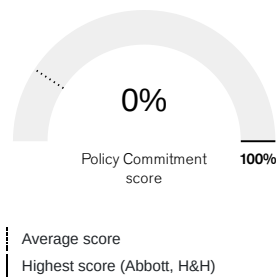 0%
Policy Commitment
score
100%
Average score
Highest score (Abbott, H&H)